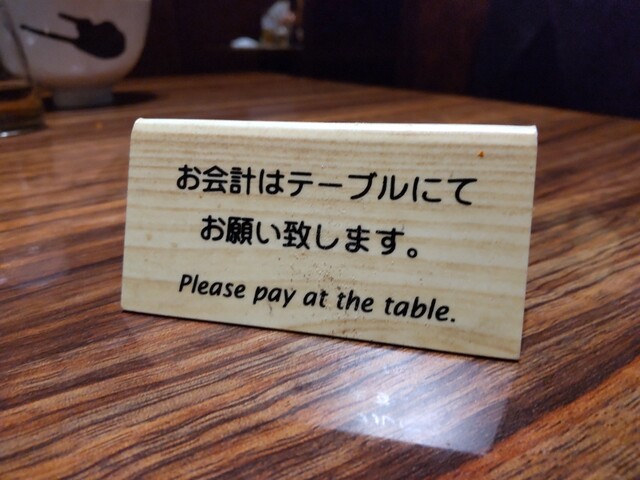 お会計はテーブルにて
お願い致します。
Please pay at the table.